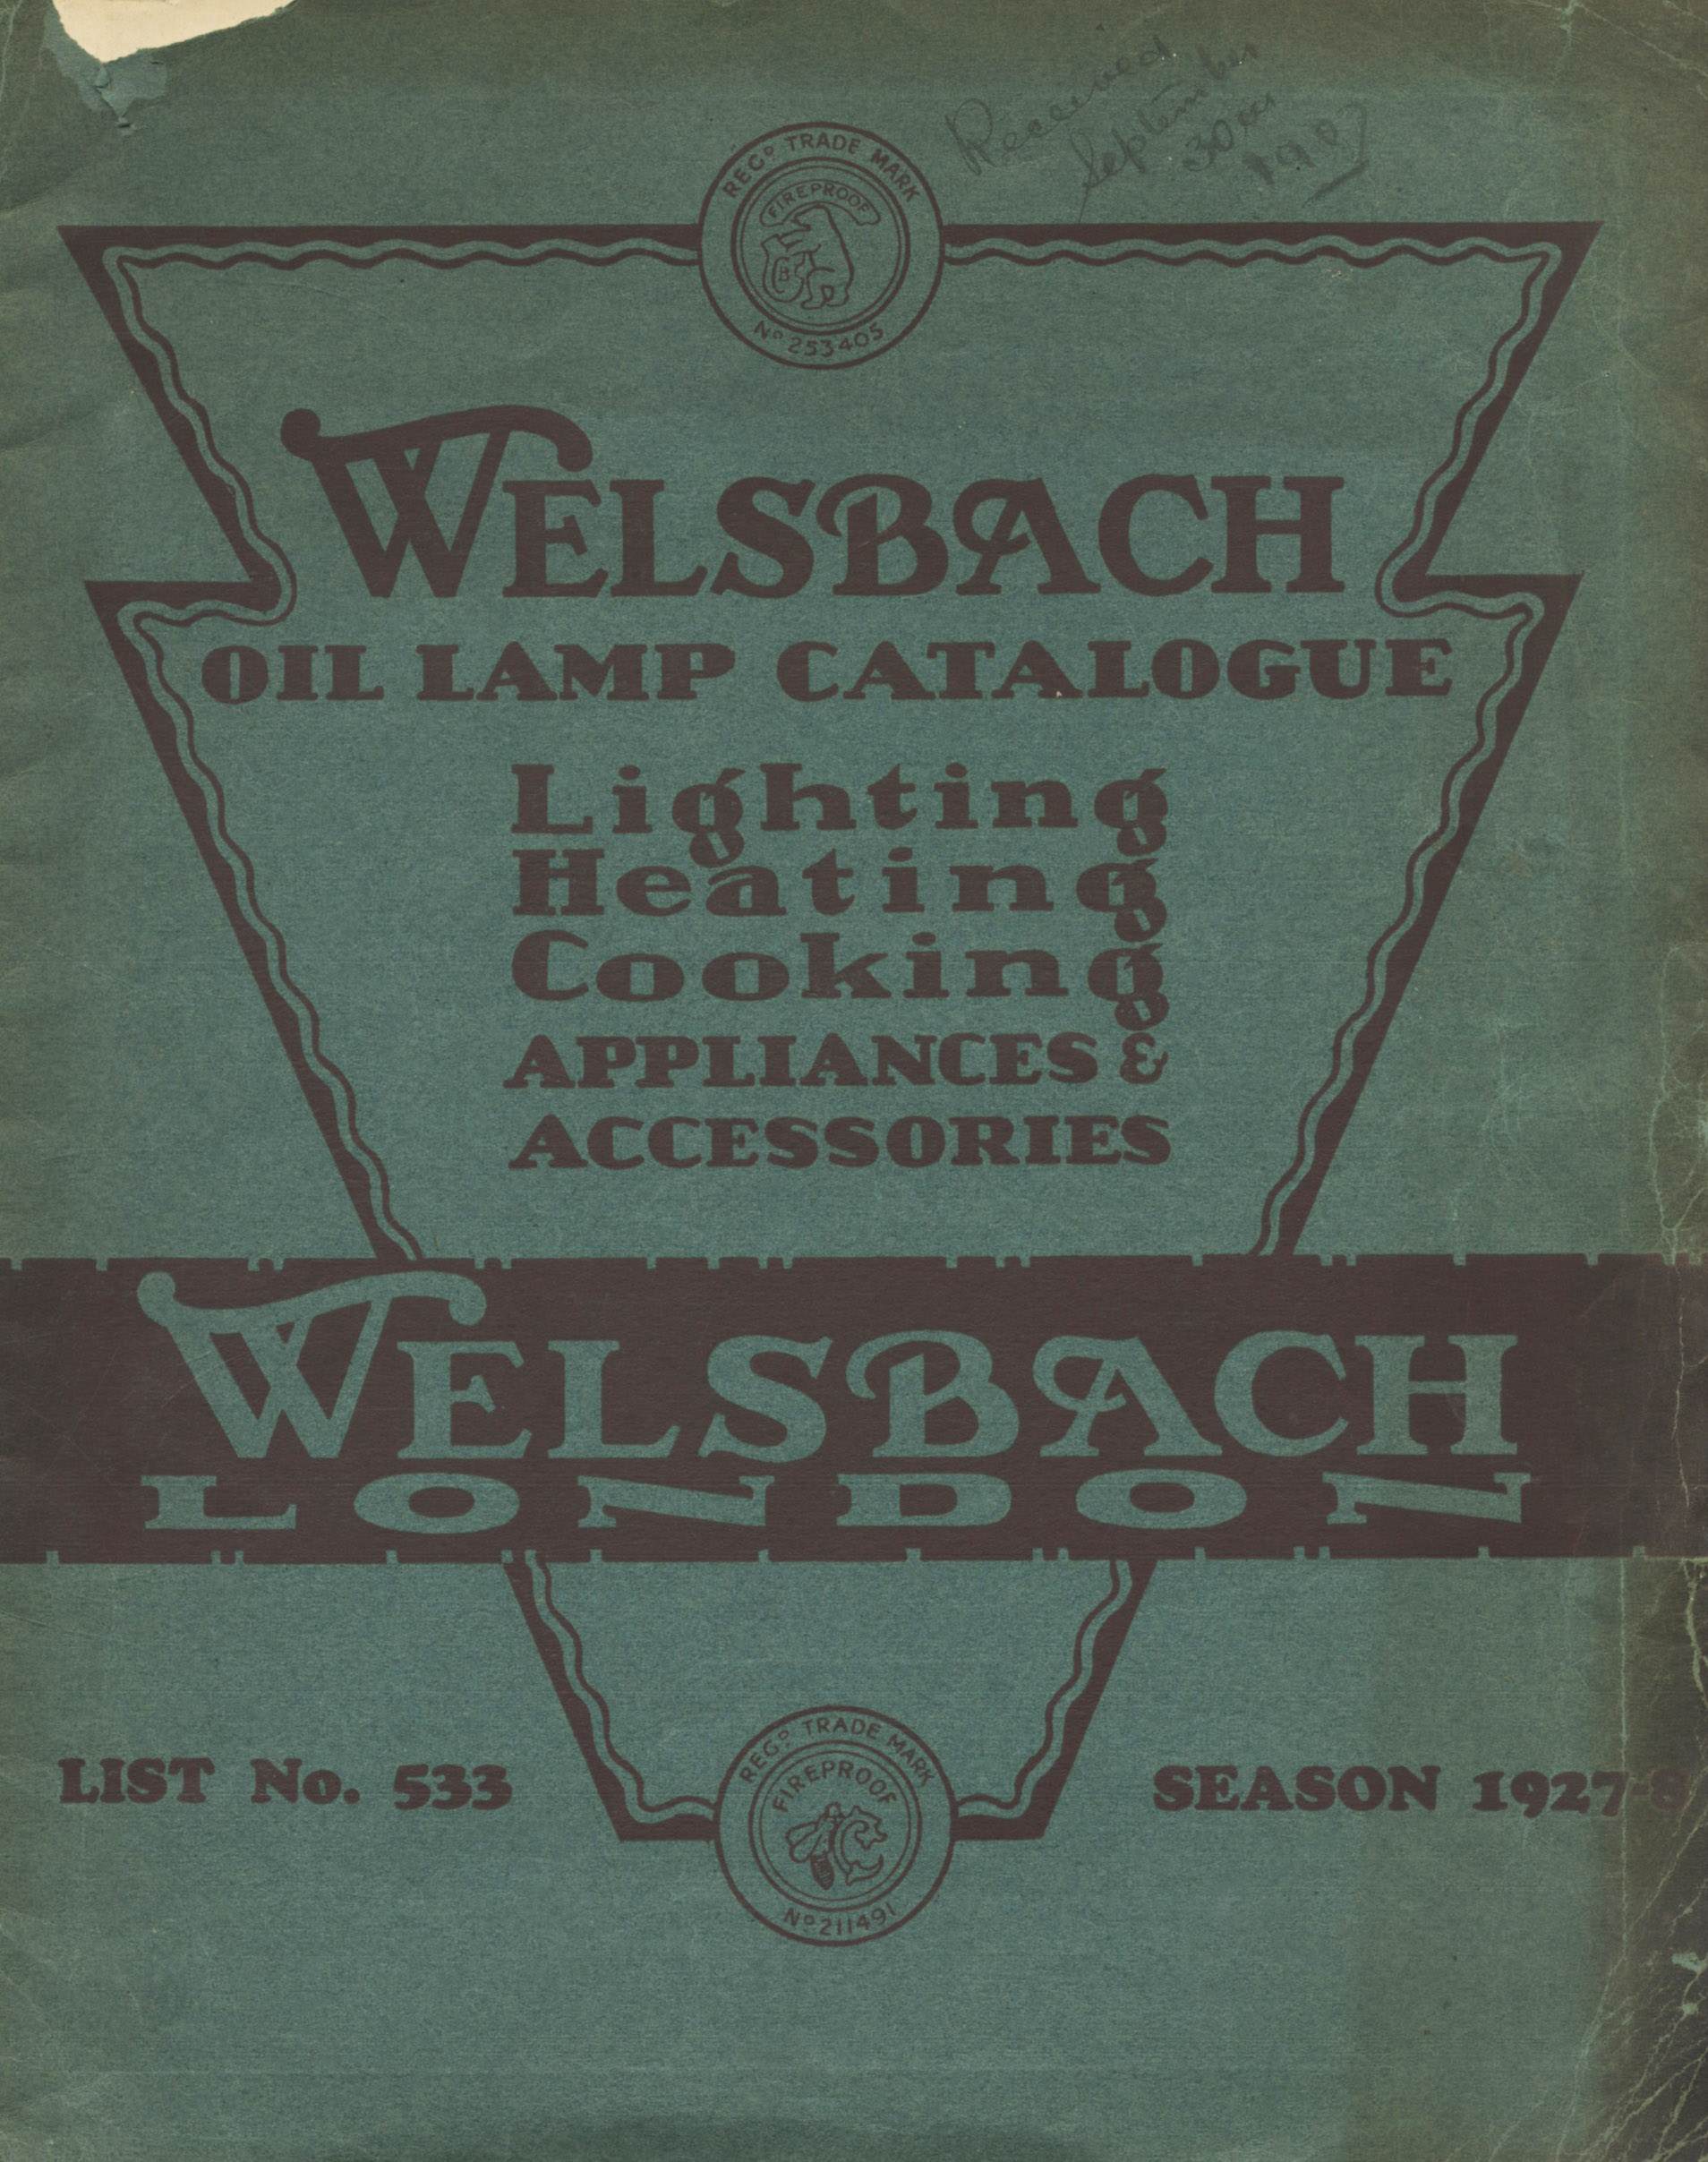 Received
September
30th
REGD TRADE MARK
FIREPROOF
B
No 253405
WELSBACH
OIL LAMP CATALOGUE
Lighting
Heating
Cooking
APPLIANCES &
ACCESSORIES
WELSBACH
LONDON
LIST No. 533
SEASON 1927-8
REGD TRADE MARK
FIREPROOF
No 211491